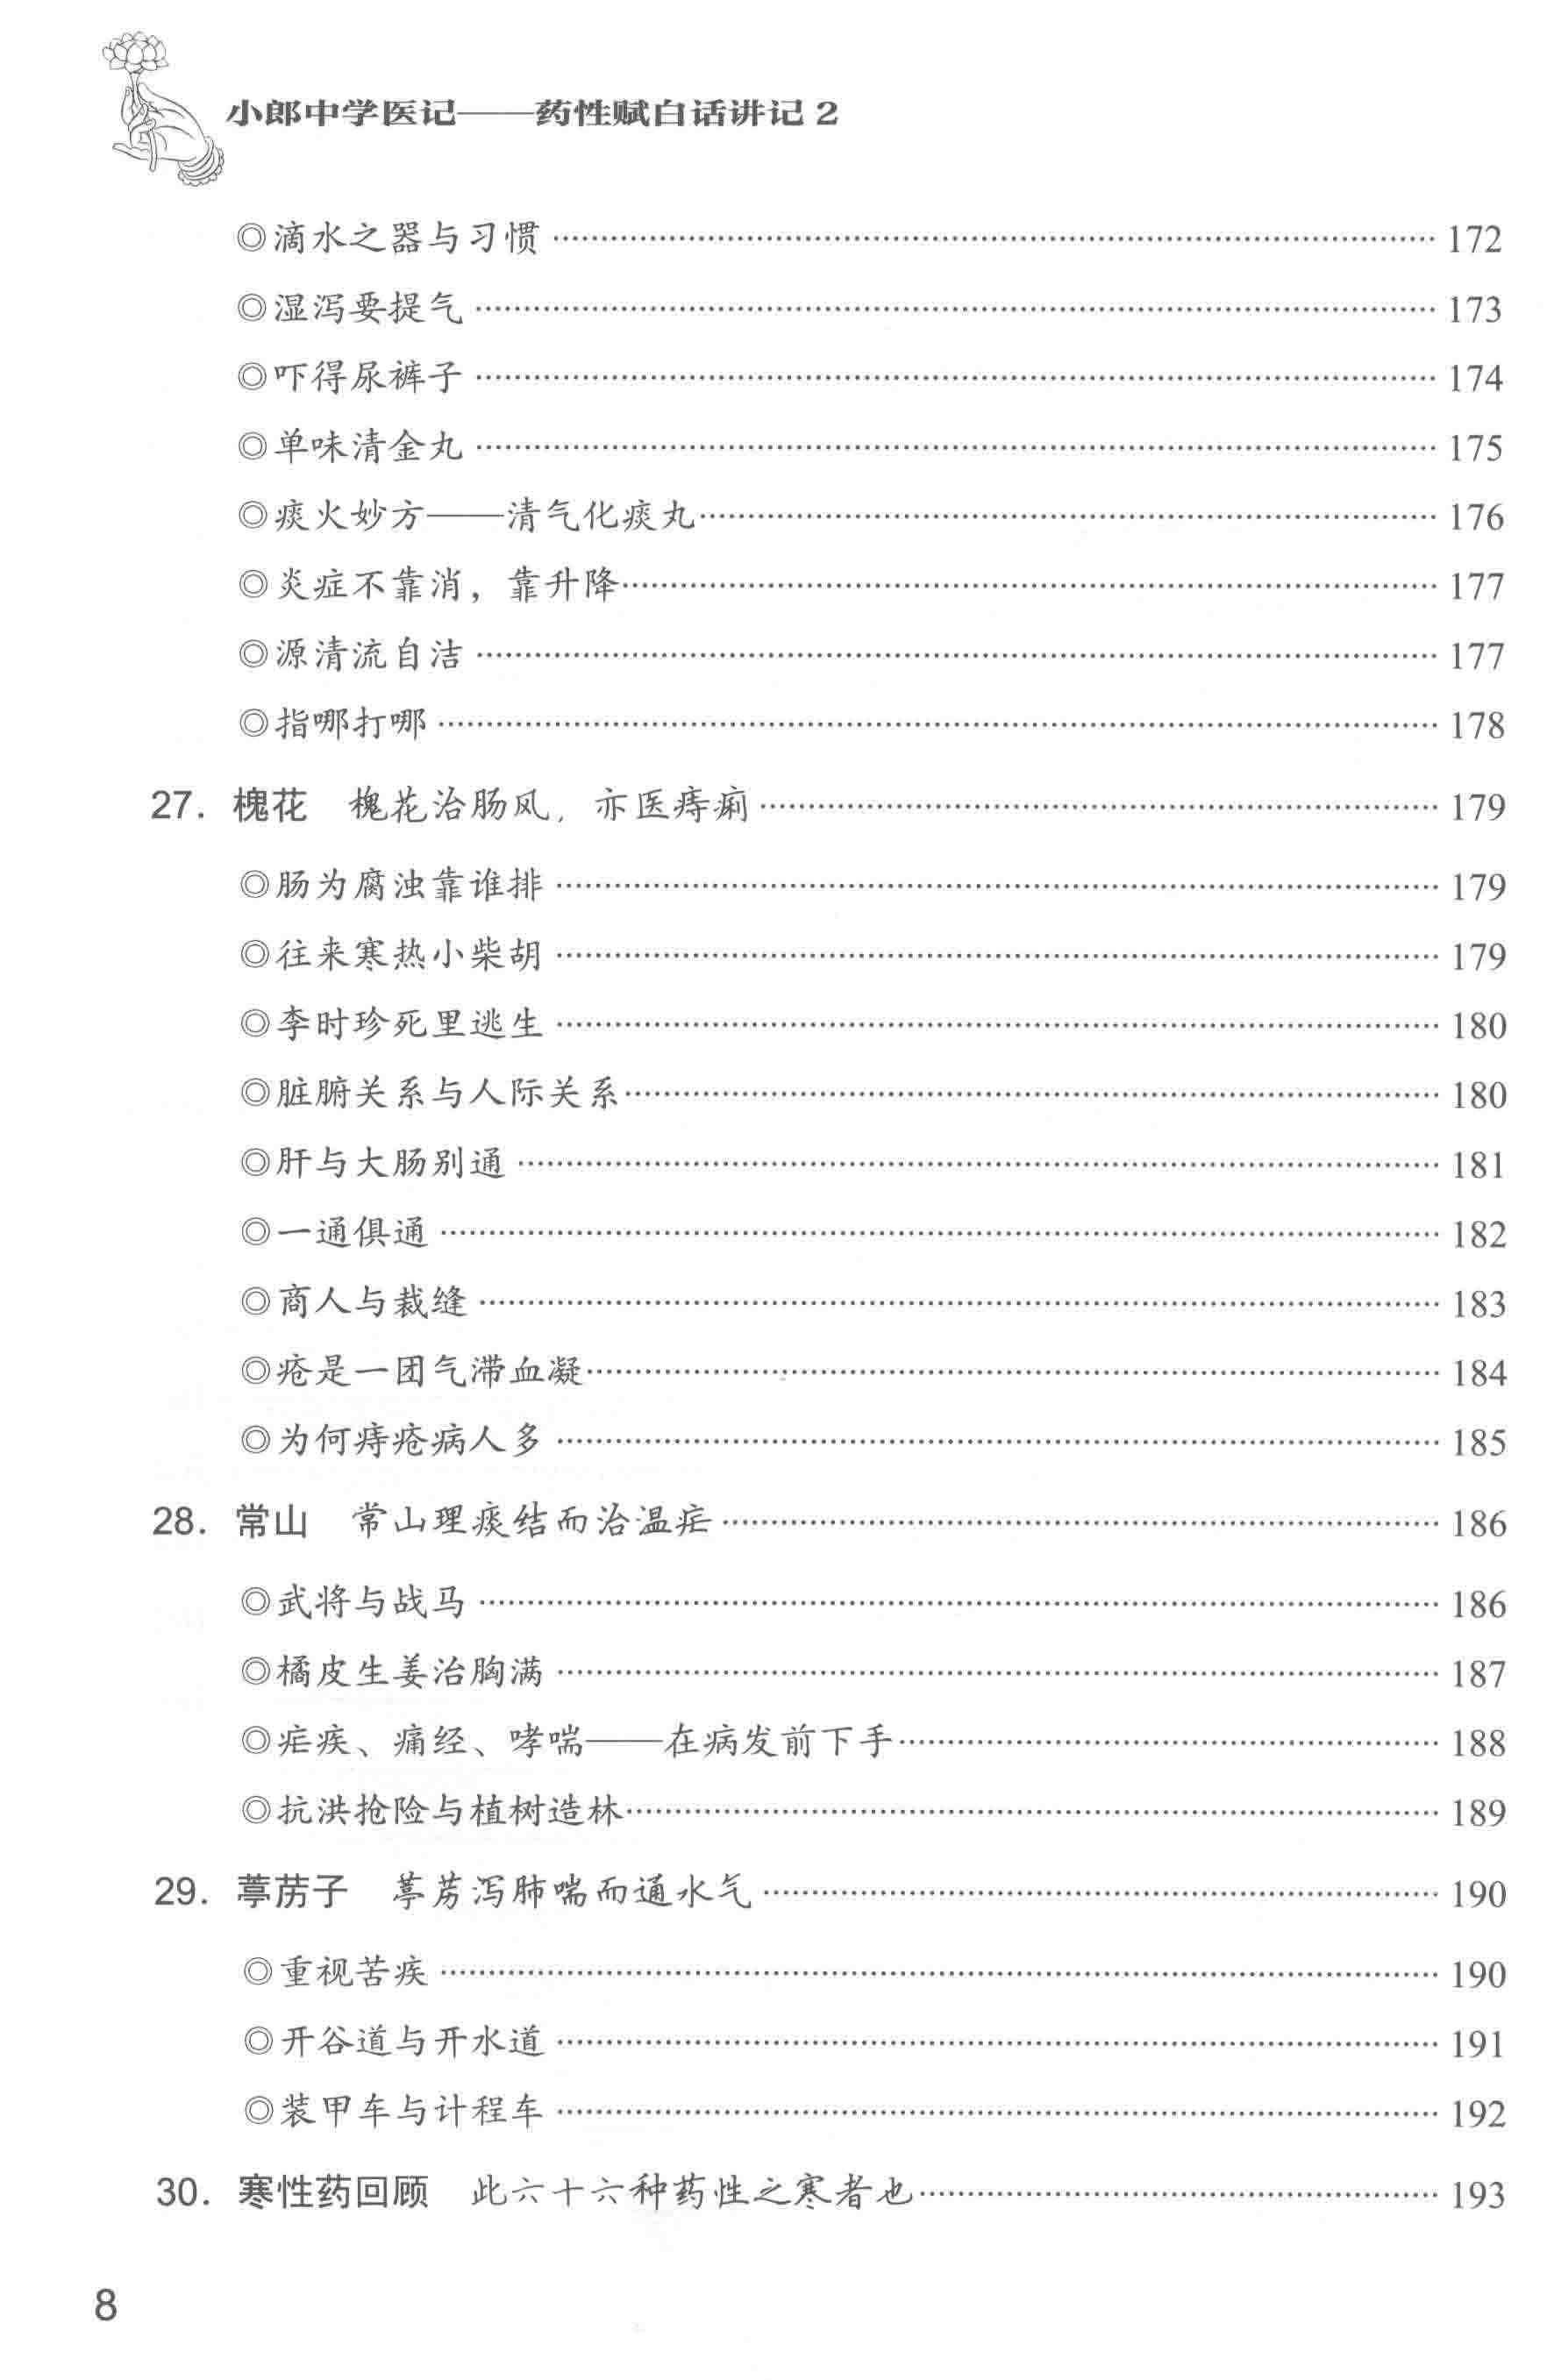 小郎中学医记——药性赋白话讲记2
◎滴水之器与习惯 172
◎湿泻要提气 173
◎吓得尿裤子 174
◎单味清金丸 175
◎痰火妙方——清气化痰丸 176
◎炎症不靠消，靠升降 177
◎源清流自洁 177
◎指哪打哪 178
27. 槐花 槐花治肠风，亦医痔痢 179
◎肠为腐浊靠谁排 179
◎往来寒热小柴胡 179
◎李时珍死里逃生 180
◎脏腑关系与人际关系 180
◎肝与大肠别通 181
◎一通俱通 182
◎商人与裁缝 183
◎疮是一团气滞血凝 184
◎为何痔疮病人多 185
28. 常山 常山理痰结而治温疟 186
◎武将与战马 186
◎橘皮生姜治胸满 187
◎疟疾、痛经、哮喘——在病发前下手 188
◎抗洪抢险与植树造林 189
29. 葶苈子 葶苈泻肺喘而通水气 190
◎重视苦疾 190
◎开谷道与开水道 191
◎装甲车与计程车 192
30. 寒性药回顾 此六十六种药性之寒者也 193
8